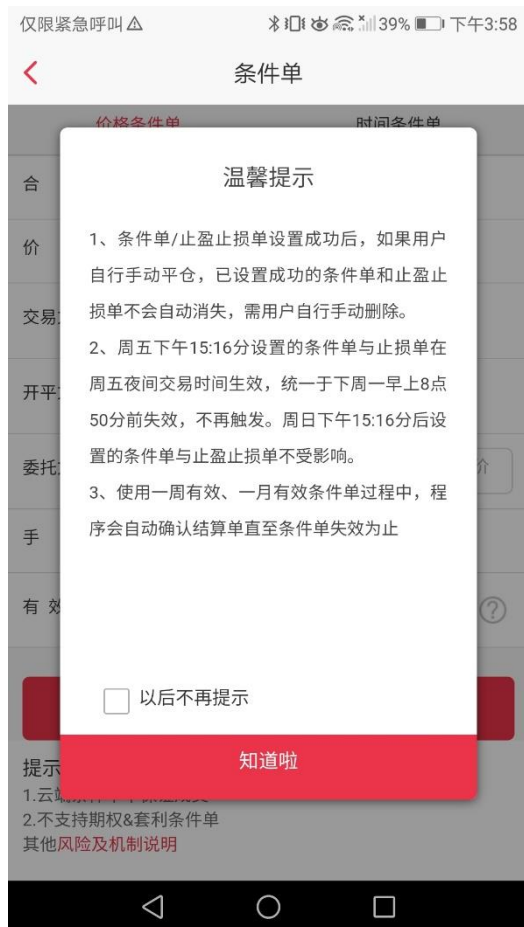 仅限紧急呼叫
39%
下午3:58
条件单
价格条件单
时间条件单
温馨提示
合
1、条件单/止盈止损单设置成功后，如果用户
价
自行手动平仓，已设置成功的条件单和止盈止
交易
损单不会自动消失，需用户自行手动删除。
2、周五下午15:16分设置的条件单与止损单在
开平
周五夜间交易时间生效，统一于下周一早上8点
50分前失效，不再触发。周日下午15:16分后设
委托
置的条件单与止盈止损单不受影响。
价
3、使用一周有效、一月有效条件单过程中，程
手
序会自动确认结算单直至条件单失效为止
有 效
?
以后不再提示
知道啦
提示
2.不支持期权&套利条件单
其他风险及机制说明